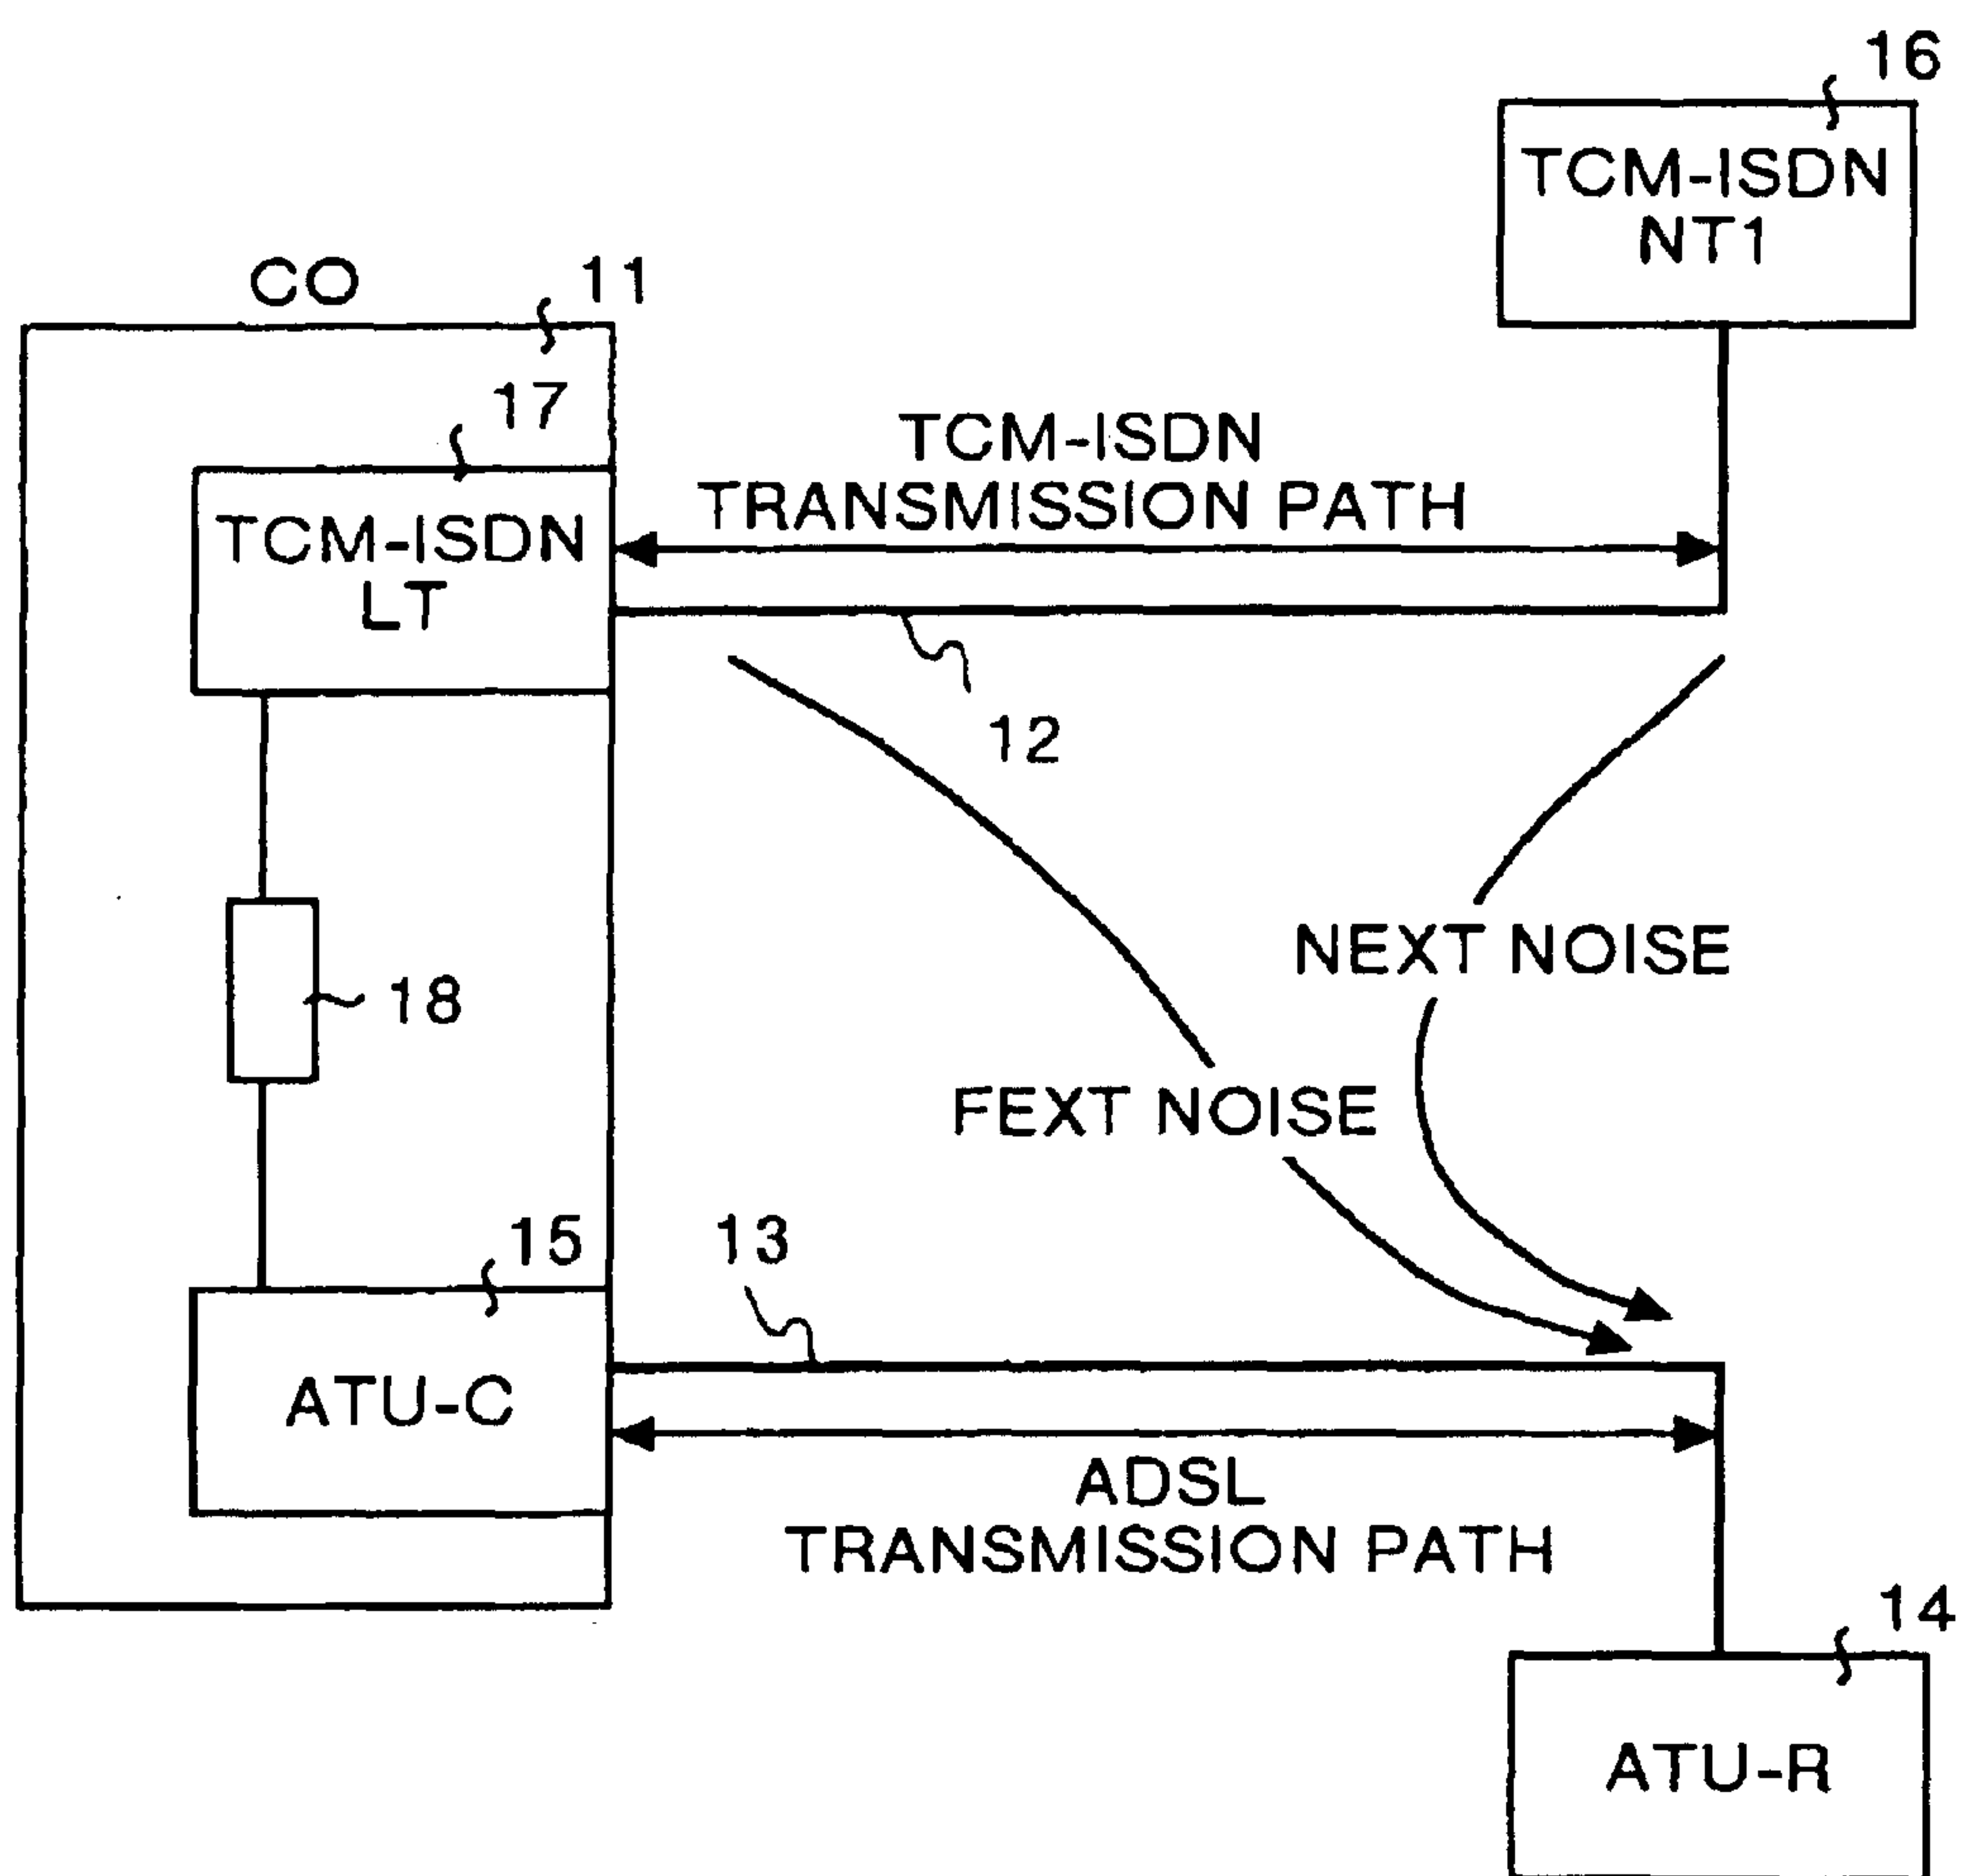 16
TCM-ISDN
NT1
CO
11
17
TCM-ISDN
LT
TCM-ISDN
TRANSMISSION PATH
12
18
NEXT NOISE
FEXT NOISE
15
13
ATU-C
ADSL
TRANSMISSION PATH
14
ATU-R